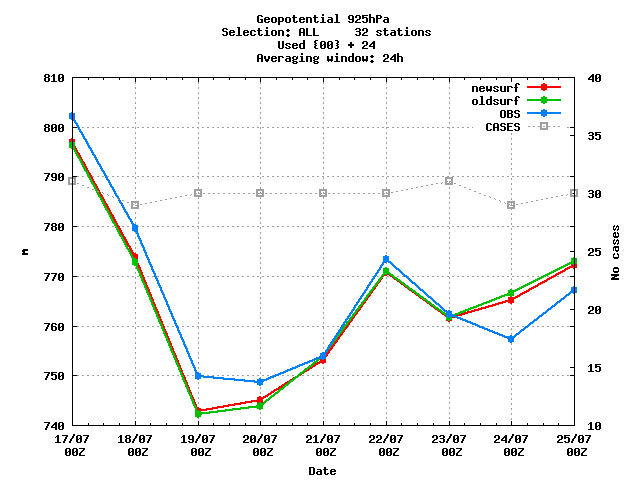 Geopotential 925hPa
Selection: ALL     32 stations
Used {00} + 24
Averaging window: 24h
810
800
790
780
770
760
750
740
m
40
35
30
25
20
15
10
No cases
newsurf
oldsurf
OBS
CASES
17/07 18/07 19/07 20/07 21/07 22/07 23/07 24/07 25/07
00Z 00Z 00Z 00Z 00Z 00Z 00Z 00Z 00Z
Date